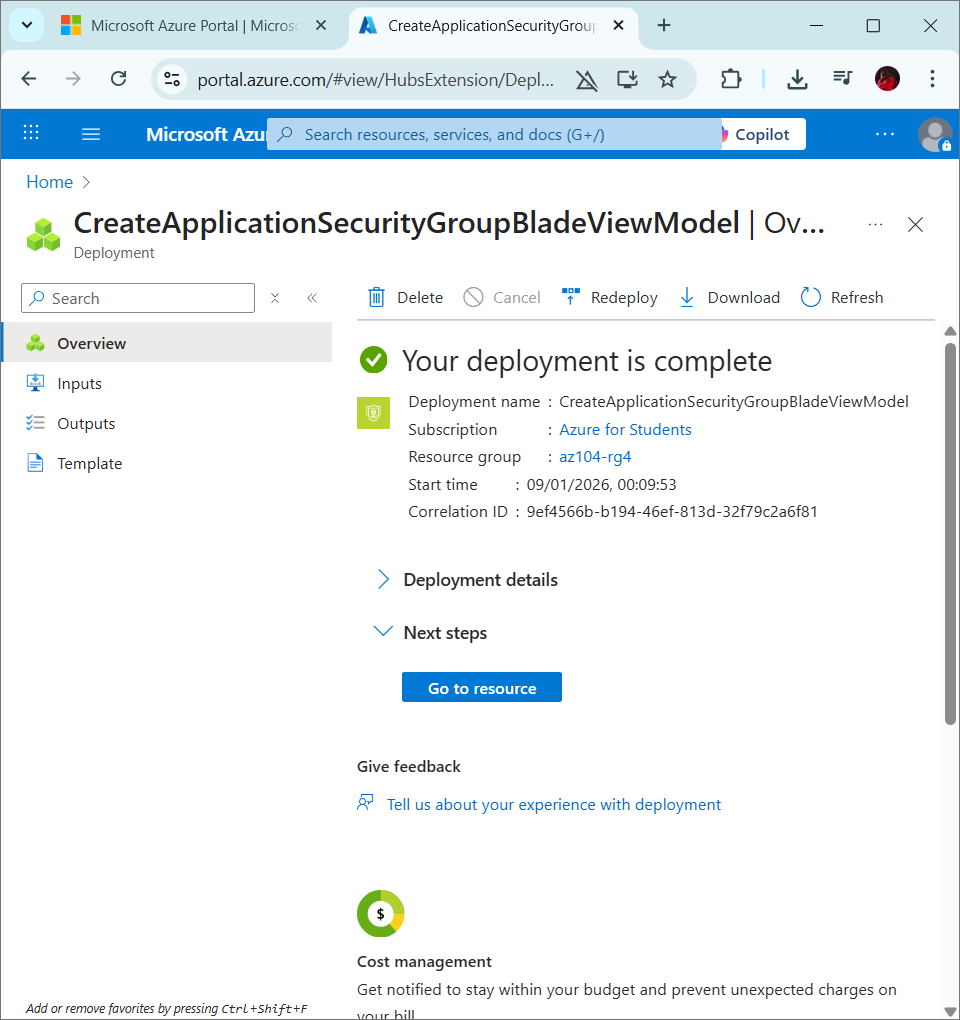 Microsoft Azure Portal | Micros
CreateApplicationSecurityGroup
portal.azure.com/#view/HubsExtension/Depl...
Microsoft Azu
Search resources, services, and docs (G+/)
Copilot
Home
CreateApplicationSecurityGroupBladeViewModel | Ov...
Deployment
Search
Delete
Cancel
Redeploy
Download
Refresh
Overview
Inputs
Outputs
Template
Your deployment is complete
Deployment name : CreateApplicationSecurityGroupBladeViewModel
Subscription : Azure for Students
Resource group : az104-rg4
Start time : 09/01/2026, 00:09:53
Correlation ID : 9ef4566b-b194-46ef-813d-32f79c2a6f81
Deployment details
Next steps
Go to resource
Give feedback
Tell us about your experience with deployment
$
Cost management
Get notified to stay within your budget and prevent unexpected charges on
your bill.
Add or remove favorites by pressing Ctrl+Shift+F